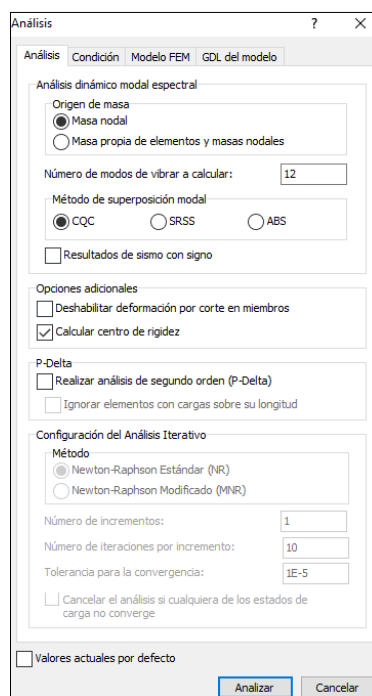 Análisis ? ×
Análisis Condición Modelo FEM GDL del modelo
Análisis dinámico modal espectral
Origen de masa
Masa nodal
Masa propia de elementos y masas nodales
Número de modos de vibrar a calcular: 12
Método de superposición modal
CQC SRSS ABS
Resultados de sismo con signo
Opciones adicionales
Deshabilitar deformación por corte en miembros
Calcular centro de rigidez
P-Delta
Realizar análisis de segundo orden (P-Delta)
Ignorar elementos con cargas sobre su longitud
Configuración del Análisis Iterativo
Método
Newton-Raphson Estándar (NR)
Newton-Raphson Modificado (MNR)
Número de incrementos: 1
Número de iteraciones por incremento: 10
Tolerancia para la convergencia: 1E-5
Cancelar el análisis si cualquiera de los estados de
carga no converge
Valores actuales por defecto
Analizar Cancelar